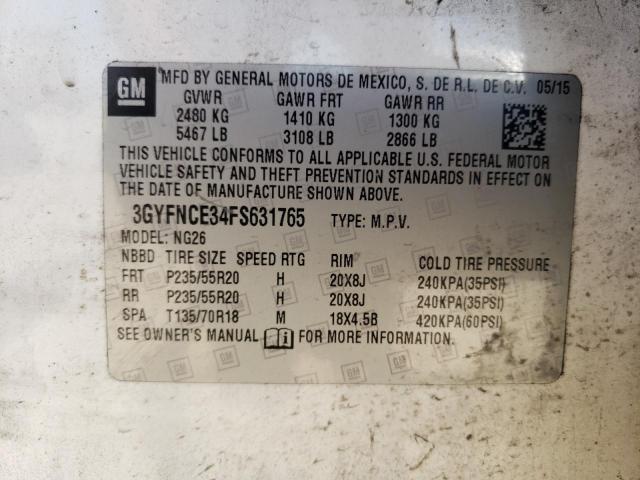 GM MFD BY GENERAL MOTORS DE MEXICO, S. DE R.L. DE C.V. 05/15
GVWR GAWR FRT GAWR RR
2480 KG 1410 KG 1300 KG
5467 LB 3108 LB 2866 LB
THIS VEHICLE CONFORMS TO ALL APPLICABLE U.S. FEDERAL MOTOR
VEHICLE SAFETY AND THEFT PREVENTION STANDARDS IN EFFECT ON
THE DATE OF MANUFACTURE SHOWN ABOVE.
3GYFNCE34FS631765 TYPE: M.P.V.
MODEL: NG26
NBBD TIRE SIZE SPEED RTG RIM COLD TIRE PRESSURE
FRT P235/55R20 H 20X8J 240KPA(35PSI)
RR P235/55R20 H 20X8J 240KPA(35PSI)
SPA T135/70R18 M 18X4.5B 420KPA(60PSI)
SEE OWNER'S MANUAL i FOR MORE INFORMATION.